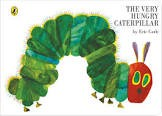 THE VERY
HUNGRY
CATERPILLAR
by Eric Carle